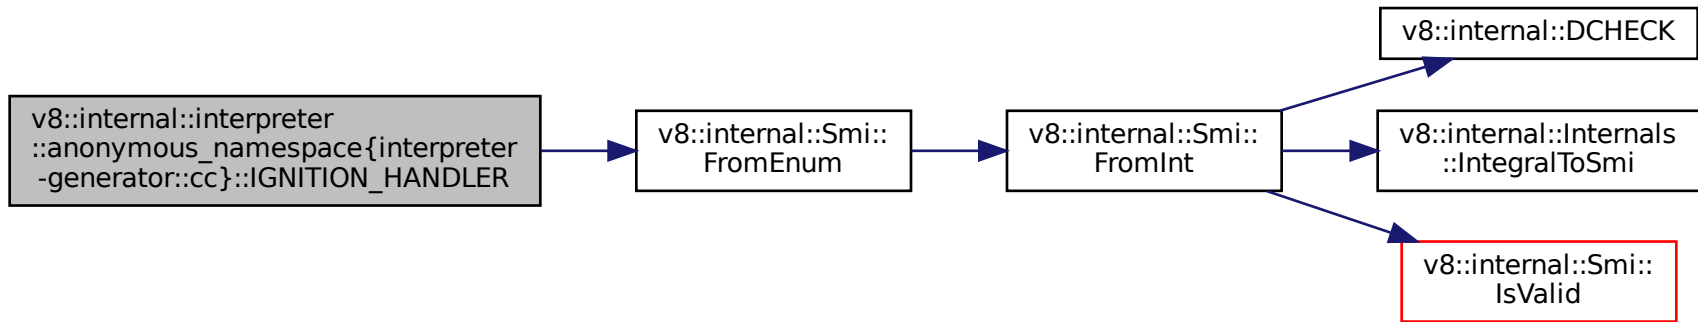 v8::internal::interpreter
::anonymous_namespace{interpreter
-generator::cc}::IGNITION_HANDLER
v8::internal::Smi::
FromEnum
v8::internal::Smi::
FromInt
v8::internal::DCHECK
v8::internal::Internals
::IntegralToSmi
v8::internal::Smi::
IsValid